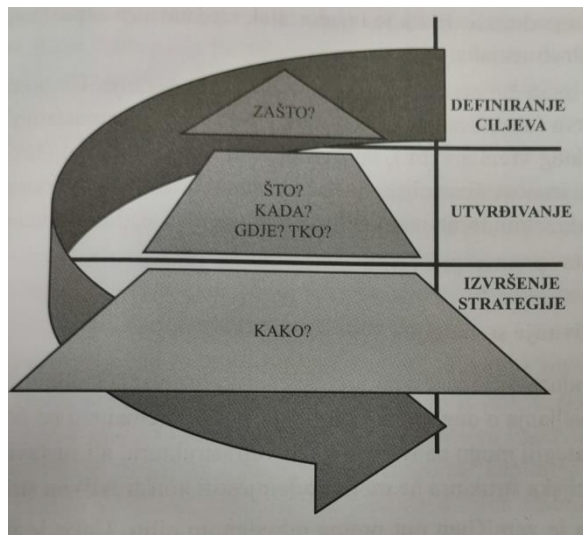 ZAŠTO?
DEFINIRANJE
CILJEVA
ŠTO?
KADA?
GDJE? TKO?
UTVRĐIVANJE
IZVRŠENJE
STRATEGIJE
KAKO?